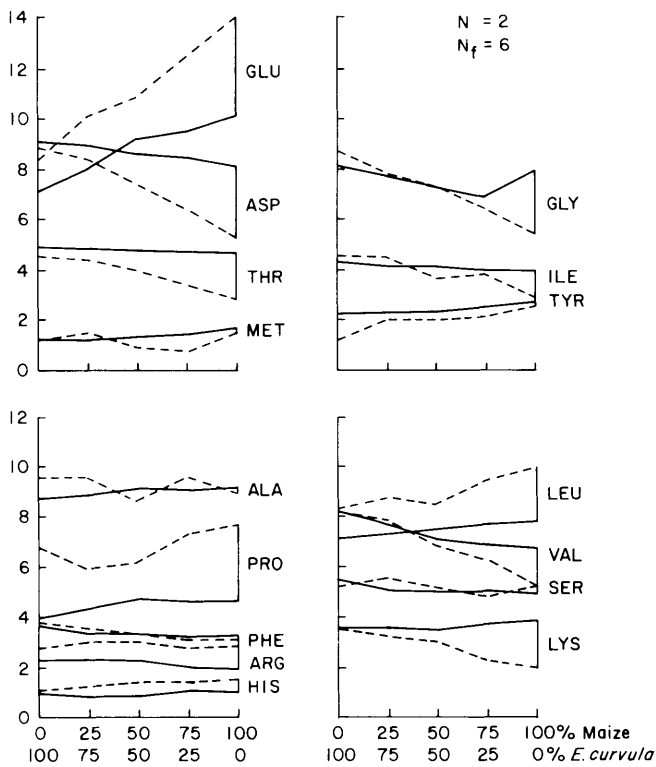 14
12
10
8
6
4
2
0
GLU
ASP
THR
MET
N = 2
Nf = 6
GLY
ILE
TYR
12
10
8
6
4
2
0
ALA
PRO
PHE
ARG
HIS
LEU
VAL
SER
LYS
0 25 50 75 100 0 25 50 75 100% Maize
100 75 50 25 0 100 75 50 25 0% E. curvula